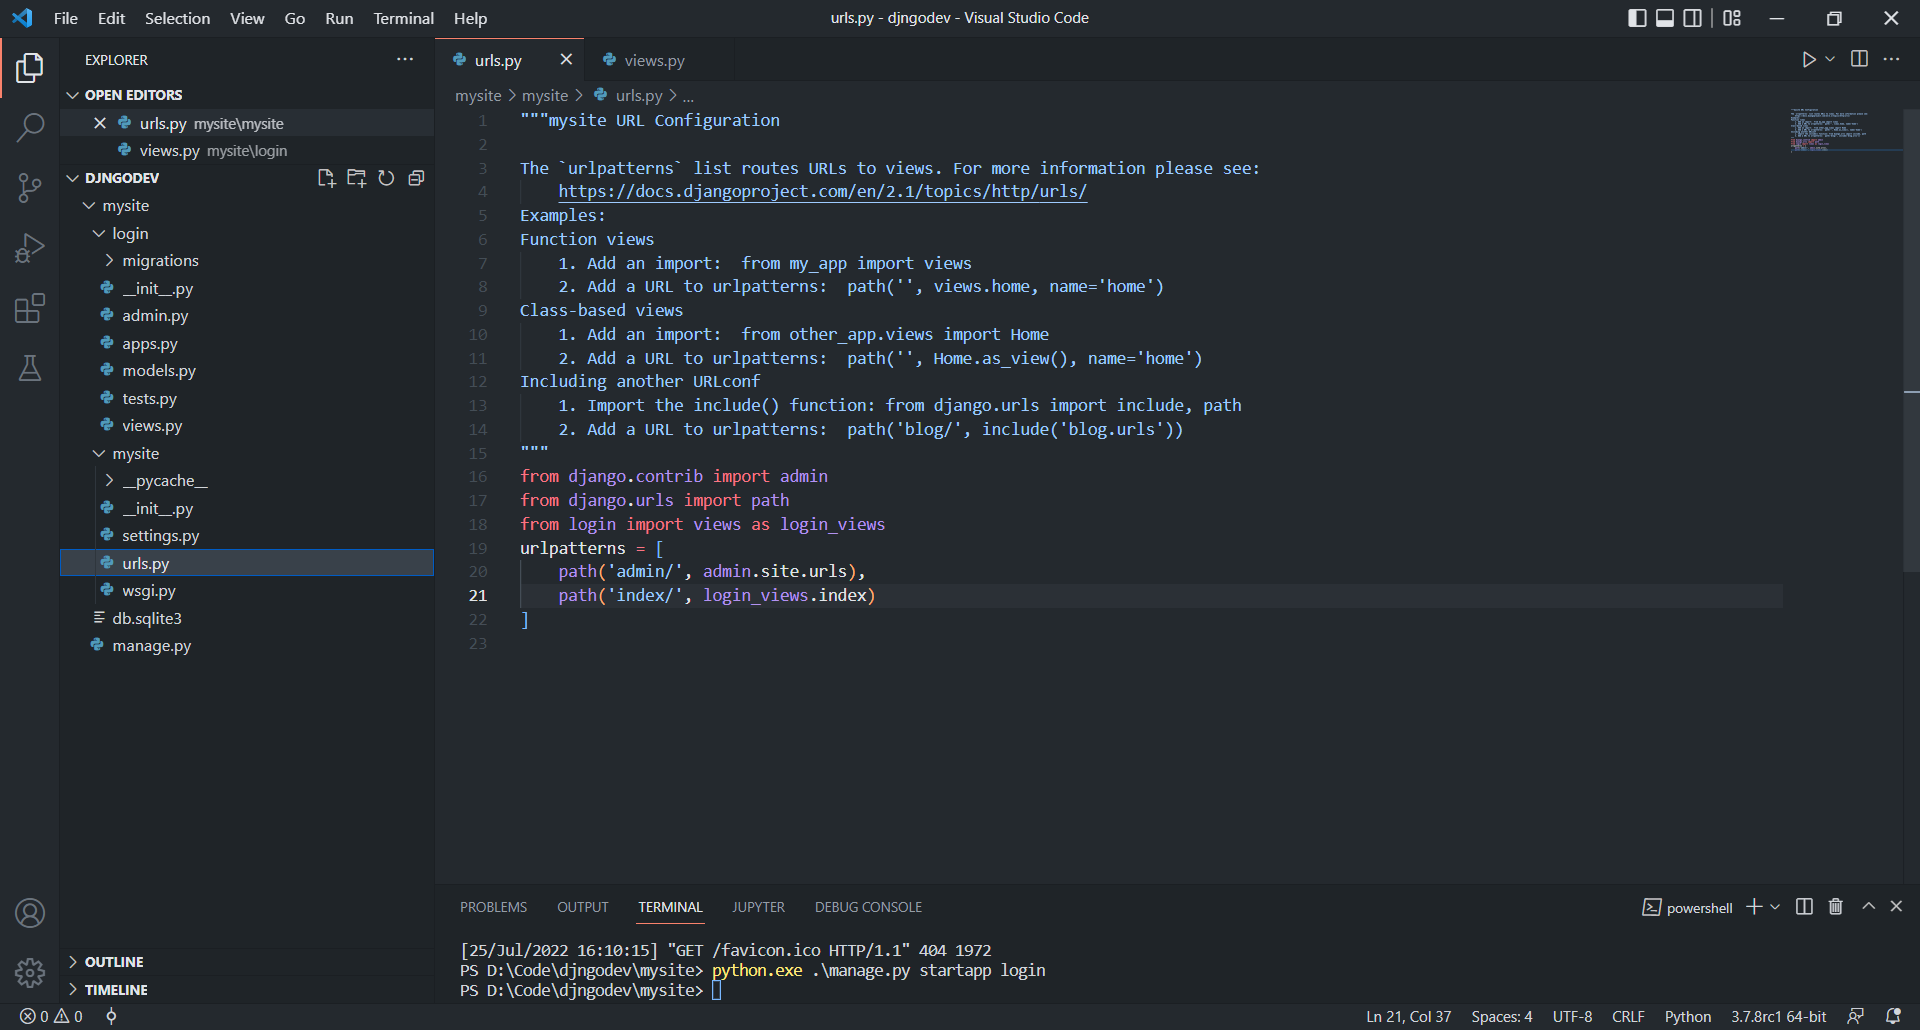 File Edit Selection View Go Run Terminal Help
urls.py - djngodev - Visual Studio Code
EXPLORER
OPEN EDITORS
urls.py mysite\mysite
views.py mysite\login
DJNGODEV
mysite
login
migrations
__init__.py
admin.py
apps.py
models.py
tests.py
views.py
mysite
__pycache__
__init__.py
settings.py
urls.py
wsgi.py
db.sqlite3
manage.py
OUTLINE
TIMELINE
urls.py views.py
mysite > mysite > urls.py > ...
1 """mysite URL Configuration
2
3 The `urlpatterns` list routes URLs to views. For more information please see:
4     https://docs.djangoproject.com/en/2.1/topics/http/urls/
5 Examples:
6 Function views
7     1. Add an import:  from my_app import views
8     2. Add a URL to urlpatterns:  path('', views.home, name='home')
9 Class-based views
10     1. Add an import:  from other_app.views import Home
11     2. Add a URL to urlpatterns:  path('', Home.as_view(), name='home')
12 Including another URLconf
13     1. Import the include() function: from django.urls import include, path
14     2. Add a URL to urlpatterns:  path('blog/', include('blog.urls'))
15 """
16 from django.contrib import admin
17 from django.urls import path
18 from login import views as login_views
19 urlpatterns = [
20     path('admin/', admin.site.urls),
21     path('index/', login_views.index)
22 ]
23
PROBLEMS OUTPUT TERMINAL JUPYTER DEBUG CONSOLE
powershell
[25/Jul/2022 16:10:15] "GET /favicon.ico HTTP/1.1" 404 1972
PS D:\Code\djngodev\mysite> python.exe .\manage.py startapp login
PS D:\Code\djngodev\mysite>
0 0
Ln 21, Col 37 Spaces: 4 UTF-8 CRLF Python 3.7.8rc1 64-bit